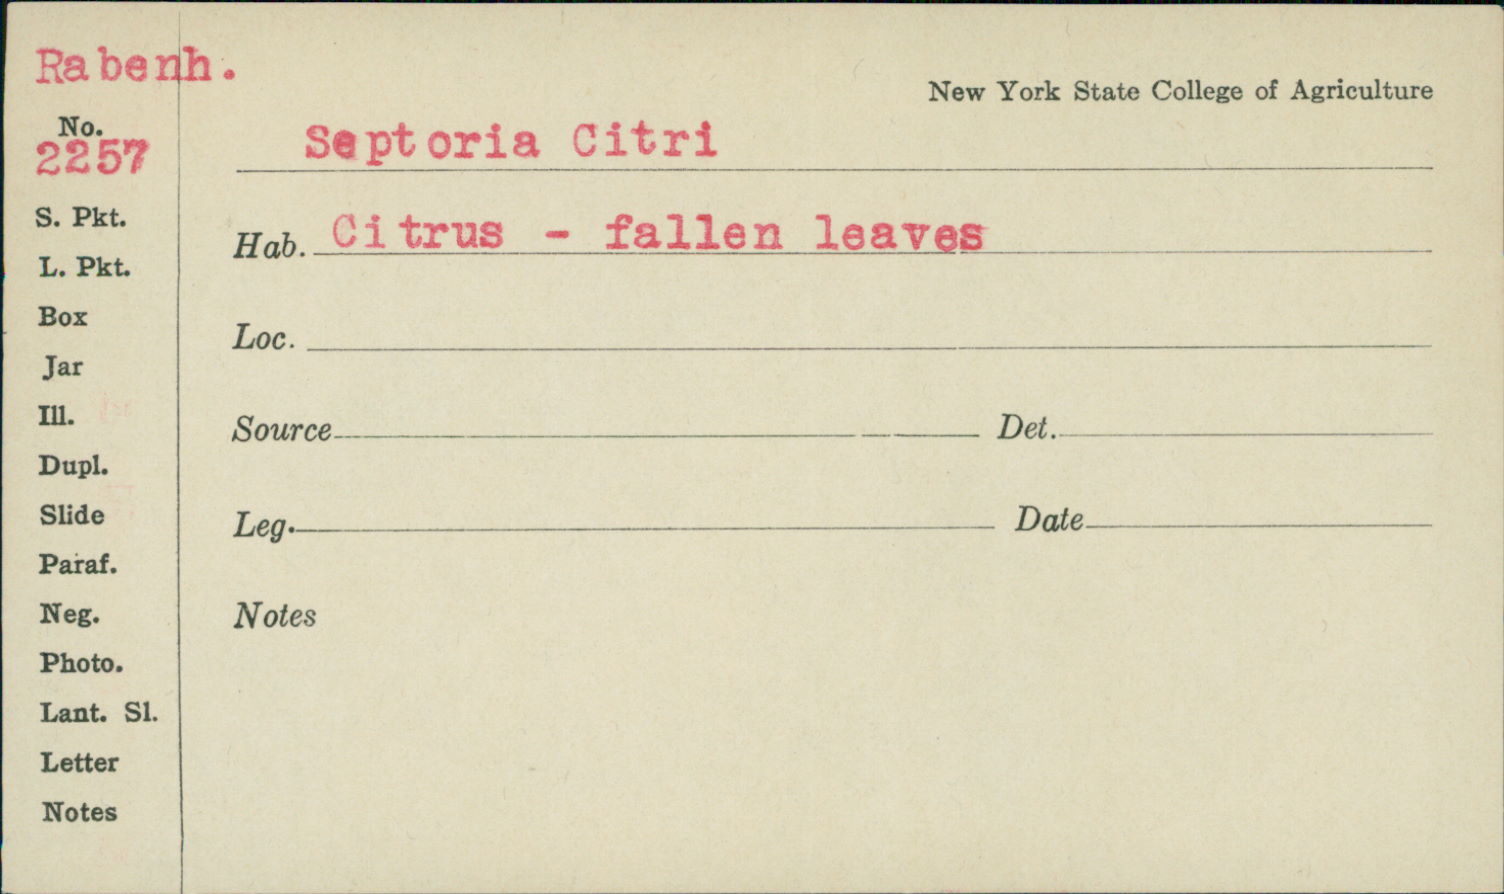 Rabenh.
New York State College of Agriculture
No.
2257
Septoria Citri
S. Pkt.
Hab. Citrus - fallen leaves
L. Pkt.
Box
Loc.
Jar
Ill.
Source Det.
Dupl.
Slide
Leg. Date
Paraf.
Neg.
Notes
Photo.
Lant. Sl.
Letter
Notes